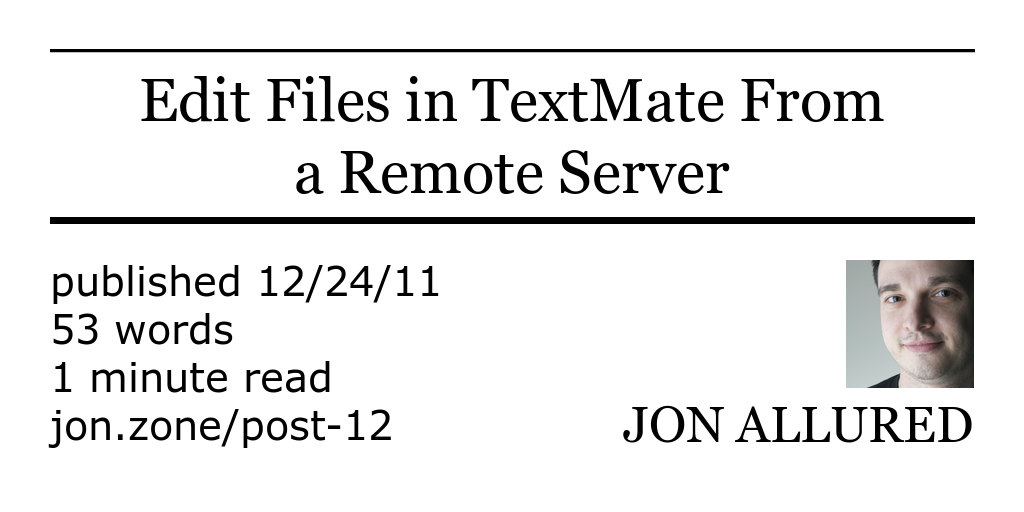 Edit Files in TextMate From
a Remote Server
published 12/24/11
53 words
1 minute read
jon.zone/post-12
JON ALLURED